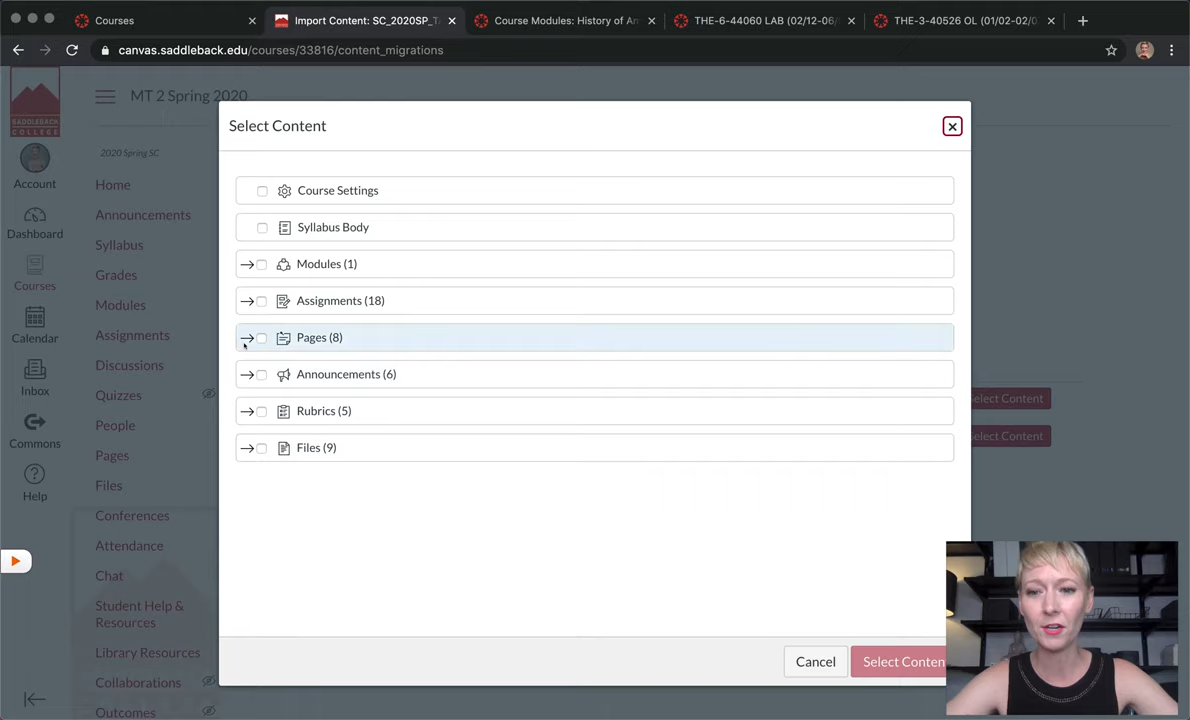 Courses
Import Content: SC_2020SP_T
Course Modules: History of Am
THE-6-44060 LAB (02/12-06/
THE-3-40526 OL (01/02-02/0
canvas.saddleback.edu/courses/33816/content_migrations
SADDLEBACK
COLLEGE
Account
Dashboard
Courses
Calendar
Inbox
Commons
Help
MT 2 Spring 2020
2020 Spring SC
Home
Announcements
Syllabus
Grades
Modules
Assignments
Discussions
Quizzes
People
Pages
Files
Conferences
Attendance
Chat
Student Help &
Resources
Library Resources
Collaborations
Outcomes
Select Content
Course Settings
Syllabus Body
Modules (1)
Assignments (18)
Pages (8)
Announcements (6)
Rubrics (5)
Files (9)
Select Content
Select Content
Cancel
Select Conten